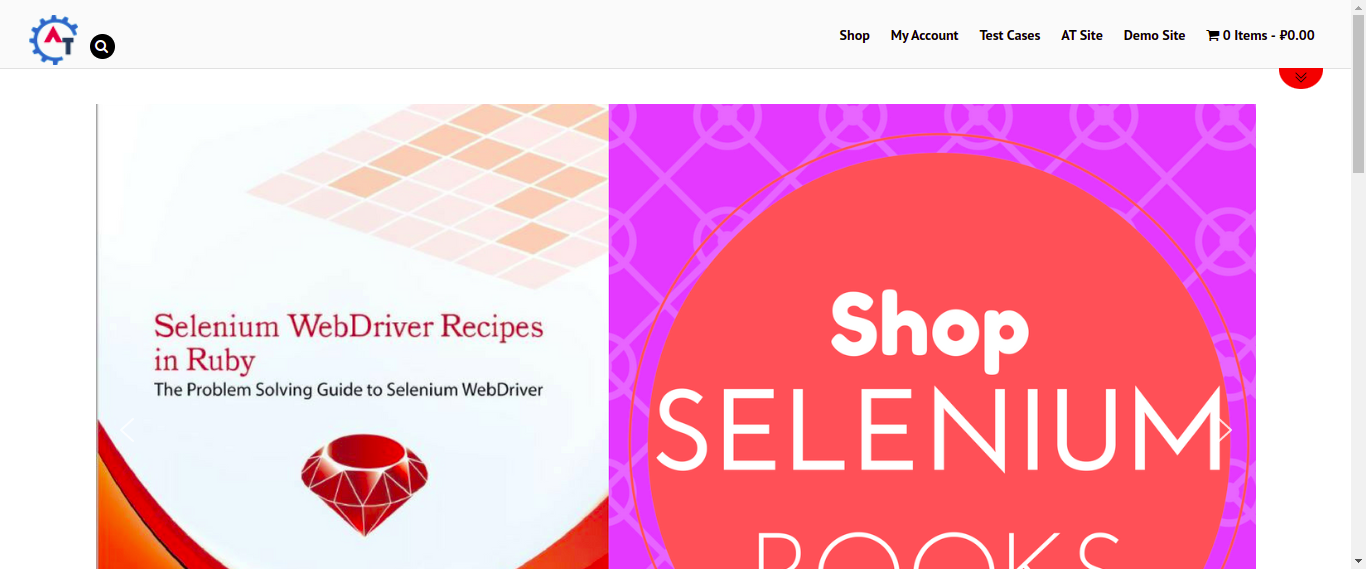 AT
Shop My Account Test Cases AT Site Demo Site 0 Items - ₽0.00
Selenium WebDriver Recipes
in Ruby
The Problem Solving Guide to Selenium WebDriver
Shop
SELENIUM
BOOKS